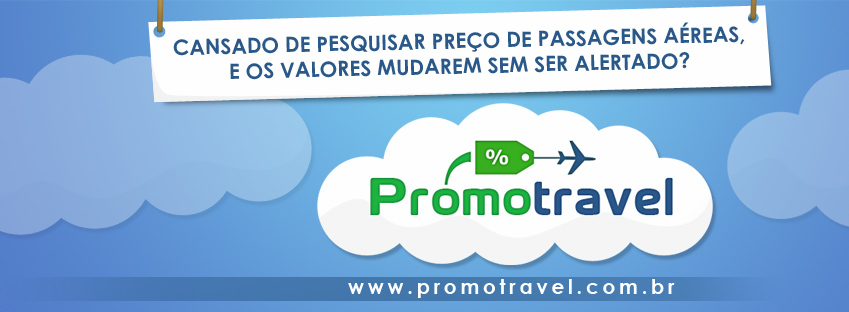 CANSADO DE PESQUISAR PREÇO DE PASSAGENS AÉREAS,
E OS VALORES MUDAREM SEM SER ALERTADO?
%
Promotravel
www.promotravel.com.br